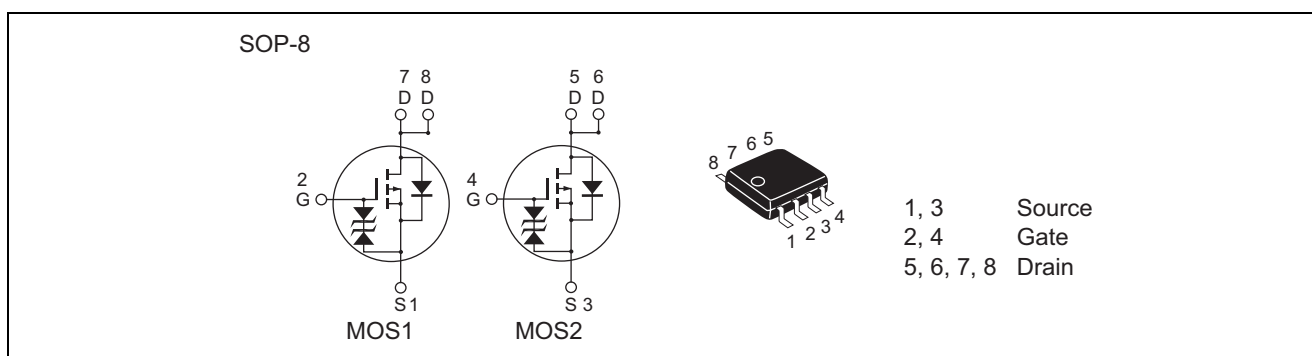 SOP-8
7 8
D D
2
G
S 1
MOS1
5 6
D D
4
G
S 3
MOS2
8 7 6 5
1 2 3 4
1, 3 Source
2, 4 Gate
5, 6, 7, 8 Drain